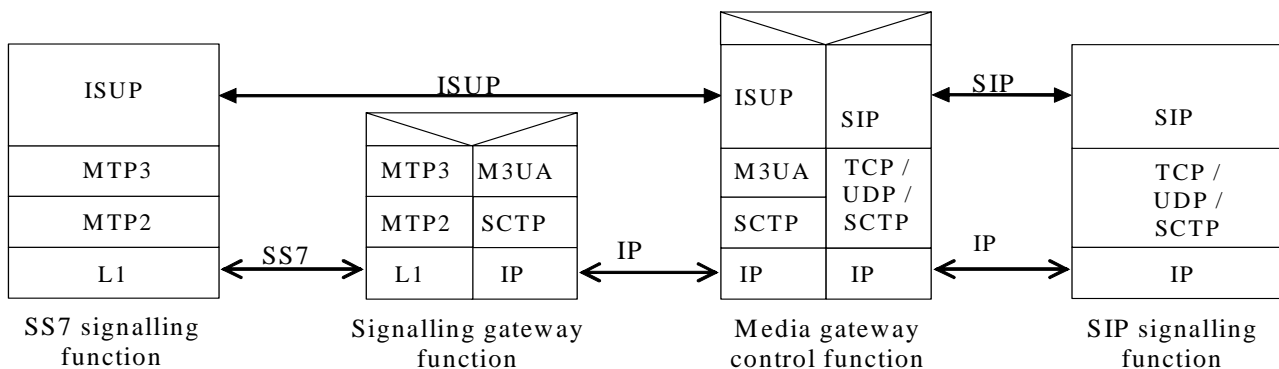 ISUP
MTP3
MTP2
L1
SS7 signalling
function
ISUP
SS7
MTP3
M3UA
MTP2
SCTP
L1
IP
Signalling gateway
function
IP
ISUP
SIP
M3UA
SCTP
TCP /
UDP /
SCTP
IP
IP
Media gateway
control function
SIP
IP
SIP
TCP /
UDP /
SCTP
IP
SIP signalling
function